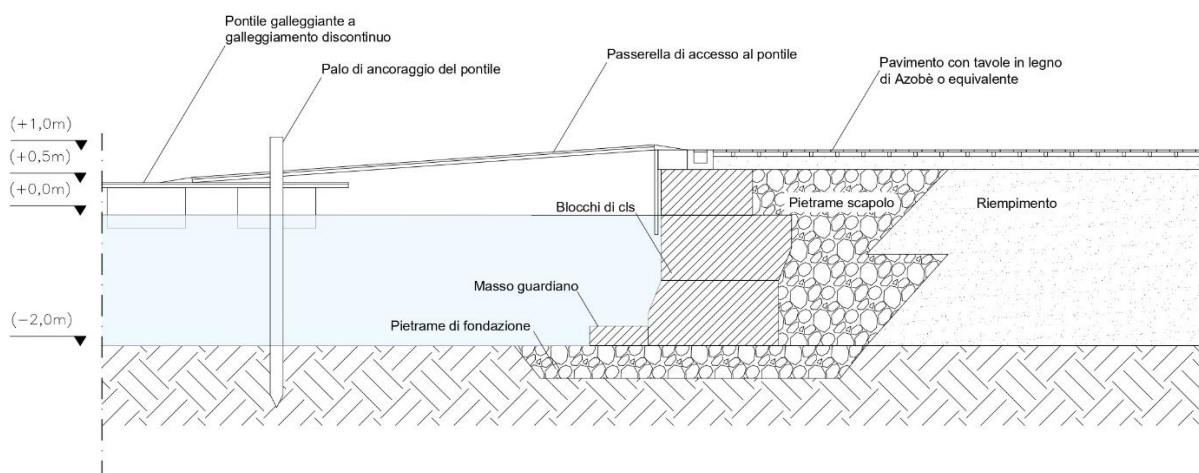 Pontile galleggiante a
galleggiamento discontinuo
Palo di ancoraggio del pontile
Passerella di accesso al pontile
Pavimento con tavole in legno
di Azobè o equivalente
(+1,0m)
(+0,5m)
(+0,0m)
Blocchi di cls
Pietrame scapolo
Riempimento
Masso guardiano
(-2,0m)
Pietrame di fondazione